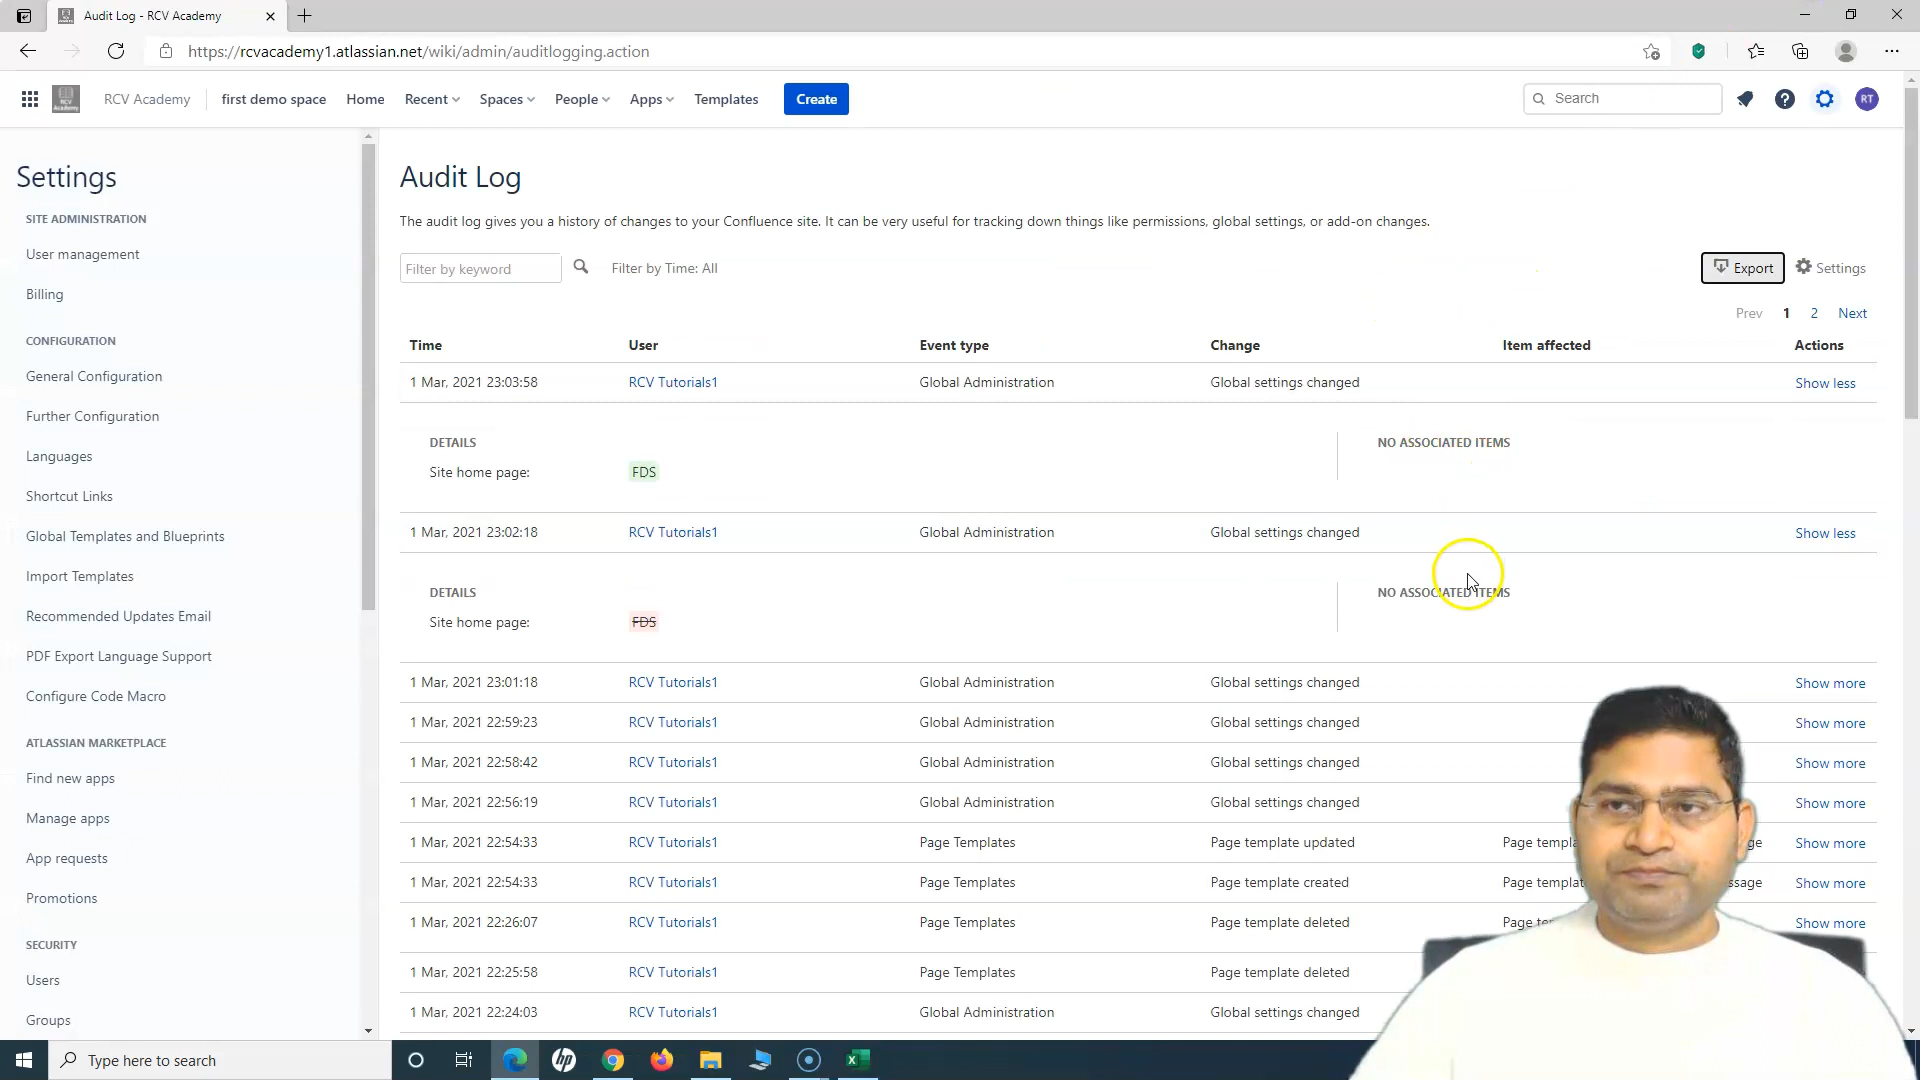 Audit Log - RCV Academy
https://rcvacademy1.atlassian.net/wiki/admin/auditlogging.action
RCV Academy
RCV Academy first demo space Home Recent Spaces People Apps Templates Create Search RT
Settings
SITE ADMINISTRATION
User management
Billing
CONFIGURATION
General Configuration
Further Configuration
Languages
Shortcut Links
Global Templates and Blueprints
Import Templates
Recommended Updates Email
PDF Export Language Support
Configure Code Macro
ATLASSIAN MARKETPLACE
Find new apps
Manage apps
App requests
Promotions
SECURITY
Users
Groups
Audit Log
The audit log gives you a history of changes to your Confluence site. It can be very useful for tracking down things like permissions, global settings, or add-on changes.
Filter by keyword Filter by Time: All Export Settings
Prev 1 2 Next
Time User Event type Change Item affected Actions
1 Mar, 2021 23:03:58 RCV Tutorials1 Global Administration Global settings changed Show less
DETAILS NO ASSOCIATED ITEMS
Site home page: FDS
1 Mar, 2021 23:02:18 RCV Tutorials1 Global Administration Global settings changed Show less
DETAILS NO ASSOCIATED ITEMS
Site home page: FDS
1 Mar, 2021 23:01:18 RCV Tutorials1 Global Administration Global settings changed Show more
1 Mar, 2021 22:59:23 RCV Tutorials1 Global Administration Global settings changed Show more
1 Mar, 2021 22:58:42 RCV Tutorials1 Global Administration Global settings changed Show more
1 Mar, 2021 22:56:19 RCV Tutorials1 Global Administration Global settings changed Show more
1 Mar, 2021 22:54:33 RCV Tutorials1 Page Templates Page template updated Page Show more
1 Mar, 2021 22:54:33 RCV Tutorials1 Page Templates Page template created Page Show more
1 Mar, 2021 22:26:07 RCV Tutorials1 Page Templates Page template deleted Page Show more
1 Mar, 2021 22:25:58 RCV Tutorials1 Page Templates Page template deleted
1 Mar, 2021 22:24:03 RCV Tutorials1 Global Administration Global settings changed
Type here to search